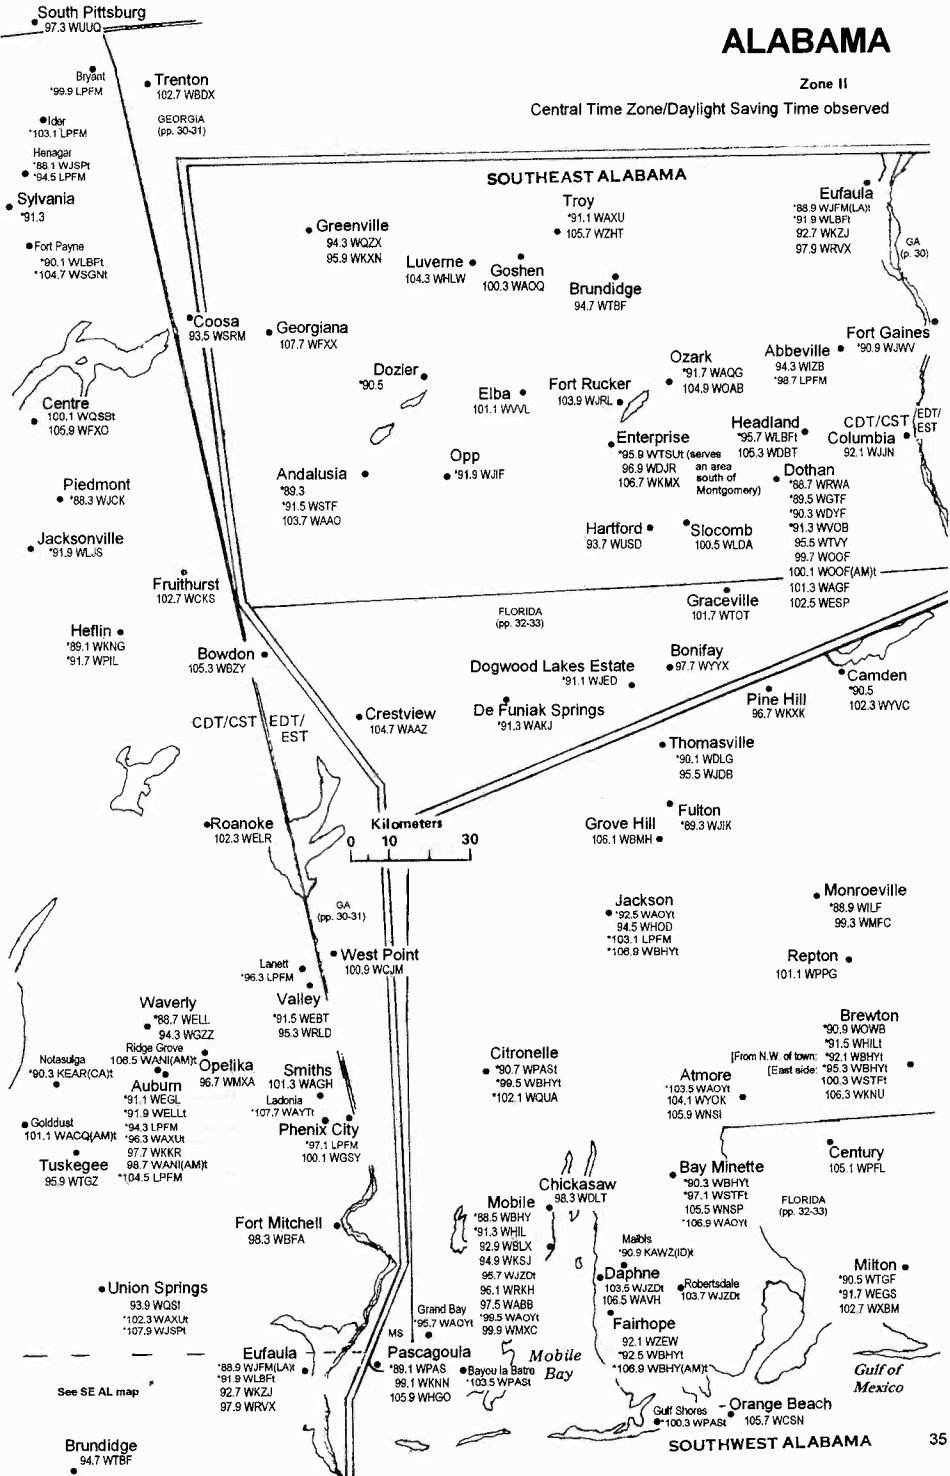 ALABAMA
Zone II
Central Time Zone/Daylight Saving Time observed
South Pittsburg
97.3 WUUQ
Bryant
*99.9 LPFM
Trenton
102.7 WBDX
Ider
*103.1 LPFM
GEORGIA
(pp. 30-31)
Henagar
*88.1 WJSPt
*94.5 LPFM
Sylvania
*91.3
Fort Payne
*90.1 WLBFt
*104.7 WSGNt
Coosa
93.5 WSRM
Centre
100.1 WQSBt
105.9 WFXO
Piedmont
*88.3 WJCK
Jacksonville
*91.9 WLJS
Fruithurst
102.7 WCKS
Heflin
*89.1 WKNG
*91.7 WPIL
Bowdon
105.3 WBZY
CDT/CST
EDT/
EST
Roanoke
102.3 WELR
GA
(pp. 30-31)
West Point
100.9 WCJM
Lanett
*96.3 LPFM
Valley
*91.5 WEBT
95.3 WRLD
Waverly
*88.7 WELL
94.3 WGZZ
Ridge Grove
106.5 WANI(AM)t
Opelika
96.7 WMXA
Notasulga
*90.3 KEAR(CA)t
Auburn
*91.1 WEGL
*91.9 WELLt
*94.3 LPFM
*96.3 WAXUt
97.7 WKKR
98.7 WANI(AM)t
*104.5 LPFM
Smiths
101.3 WAGH
Ladonia
*107.7 WAYTt
Phenix City
*97.1 LPFM
100.1 WGSY
Golddust
101.1 WACQ(AM)t
Tuskegee
95.9 WTGZ
Fort Mitchell
98.3 WBFA
Union Springs
93.9 WQSI
*102.3 WAXUt
*107.9 WJSPt
Eufaula
*88.9 WJFM(LA)t
*91.9 WLBFt
92.7 WKZJ
97.9 WRVX
See SE AL map
Brundidge
94.7 WTBF
SOUTHEAST ALABAMA
Greenville
94.3 WQZX
95.9 WKXN
Luverne
104.3 WHLW
Troy
*91.1 WAXU
105.7 WZHT
Goshen
100.3 WAOQ
Brundidge
94.7 WTBF
Eufaula
*88.9 WJFM(LA)t
*91.9 WLBFt
92.7 WKZJ
97.9 WRVX
GA
(p. 30)
Georgiana
107.7 WFXX
Fort Gaines
*90.9 WJWV
Abbeville
94.3 WIZB
*98.7 LPFM
Dozier
*90.5
Elba
101.1 WVVL
Fort Rucker
103.9 WJRL
Ozark
*91.7 WAQG
104.9 WOAB
Headland
*95.7 WLBFt
105.3 WDBT
CDT/CST
EDT/
EST
Columbia
92.1 WJJN
Enterprise
*95.9 WTSUt (serves
96.9 WDJR an area
106.7 WKMX south of
Montgomery)
Opp
*91.9 WJIF
Andalusia
*89.3
*91.5 WSTF
103.7 WAAO
Dothan
*88.7 WRWA
*89.5 WGTF
*90.3 WDYF
*91.3 WVOB
95.5 WTVY
99.7 WOOF
100.1 WOOF(AM)t
101.3 WAGF
102.5 WESP
Hartford
93.7 WUSD
Slocomb
100.5 WLDA
FLORIDA
(pp. 32-33)
Graceville
101.7 WTOT
Bonifay
97.7 WYYX
Dogwood Lakes Estate
*91.1 WJED
De Funiak Springs
*91.3 WAKJ
Crestview
104.7 WAAZ
Kilometers
0 10 30
Camden
*90.5
102.3 WYVC
Pine Hill
96.7 WKXK
Thomasville
*90.1 WDLG
95.5 WJDB
Fulton
*89.3 WJIK
Grove Hill
106.1 WBMH
Jackson
*92.5 WAOYt
94.5 WHOD
*103.1 LPFM
*106.9 WBHYt
Monroeville
*88.9 WILF
99.3 WMFC
Repton
101.1 WPPG
Brewton
*90.9 WOWB
*91.5 WHILt
[From N.W. of town: *92.1 WBHYt
[East side: *95.3 WBHYt
100.3 WSTFt
106.3 WKNU
Citronelle
*90.7 WPASt
*99.5 WBHYt
*102.1 WQUA
Atmore
*103.5 WAOYt
104.1 WYOK
105.9 WNSI
Century
105.1 WPFL
Bay Minette
*90.3 WBHYt
*97.1 WSTFt
105.5 WNSP
*106.9 WAOYt
FLORIDA
(pp. 32-33)
Chickasaw
98.3 WDLT
Mobile
*88.5 WBHY
*91.3 WHIL
92.9 WBLX
94.9 WKSJ
95.7 WJZDt
96.1 WRKH
97.5 WABB
*99.5 WAOYt
99.9 WMXC
Malbis
*90.9 KAWZ(ID)t
Daphne
103.5 WJZDt
106.5 WAVH
Robertsdale
103.7 WJZDt
Milton
*90.5 WTGF
*91.7 WEGS
102.7 WXBM
Fairhope
92.1 WZEW
*92.5 WBHYt
*106.9 WBHY(AM)t
Grand Bay
*95.7 WAOYt
MS
Pascagoula
*89.1 WPAS
99.1 WKNN
105.9 WHGO
Bayou la Batre
*103.5 WPASt
Mobile
Bay
Gulf of
Mexico
Gulf Shores
*100.3 WPASt
Orange Beach
105.7 WCSN
SOUTHWEST ALABAMA
35